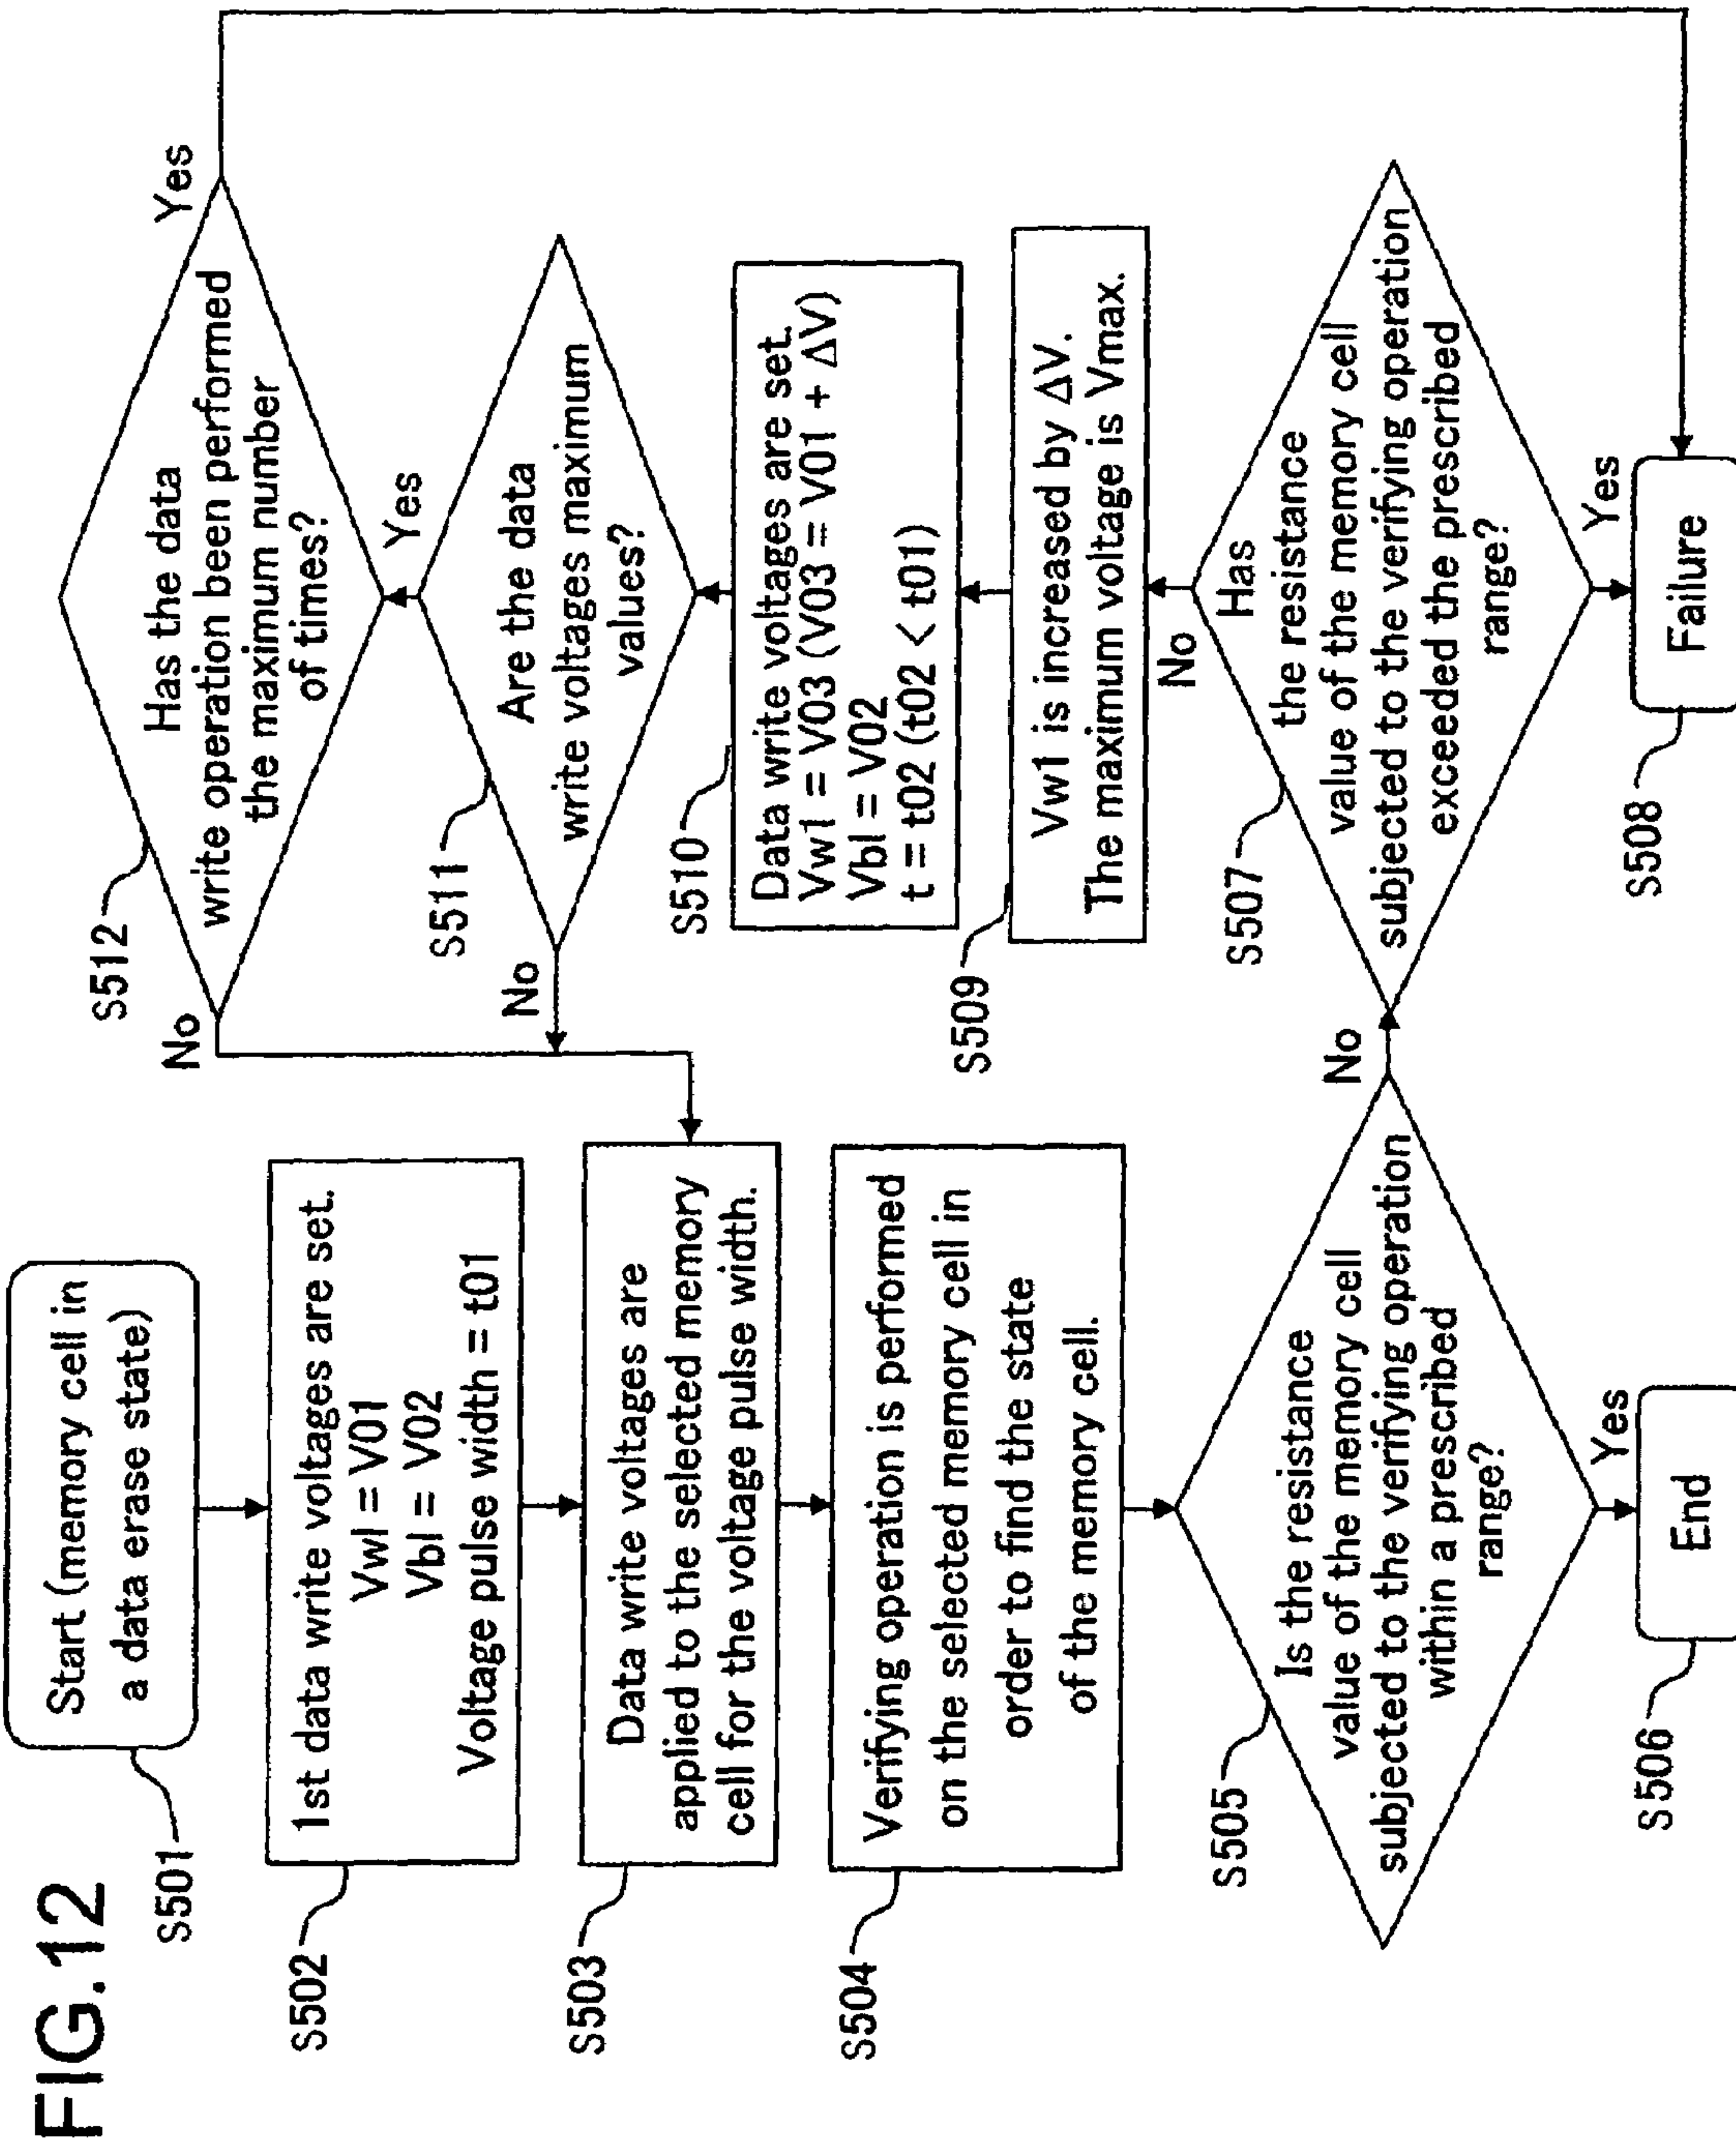 FIG.12
Start (memory cell in
a data erase state)
S501
1st data write voltages are set.
Vwl = V01
Vbl = V02
Voltage pulse width = t01
S502
Data write voltages are
applied to the selected memory
cell for the voltage pulse width.
S503
Verifying operation is performed
on the selected memory cell in
order to find the state
of the memory cell.
S504
Is the resistance
value of the memory cell
subjected to the verifying operation
within a prescribed
range?
S505
No
Yes
End
S506
Has
the resistance
value of the memory cell
subjected to the verifying operation
exceeded the prescribed
range?
S507
No
Yes
Failure
S508
Vw1 is increased by ΔV.
The maximum voltage is Vmax.
S509
Data write voltages are set.
Vw1 = V03 (V03 = V01 + ΔV)
Vbl = V02
t = t02 (t02 < t01)
S510
Are the data
write voltages maximum
values?
S511
No
Yes
Has the data
write operation been performed
the maximum number
of times?
S512
No
Yes